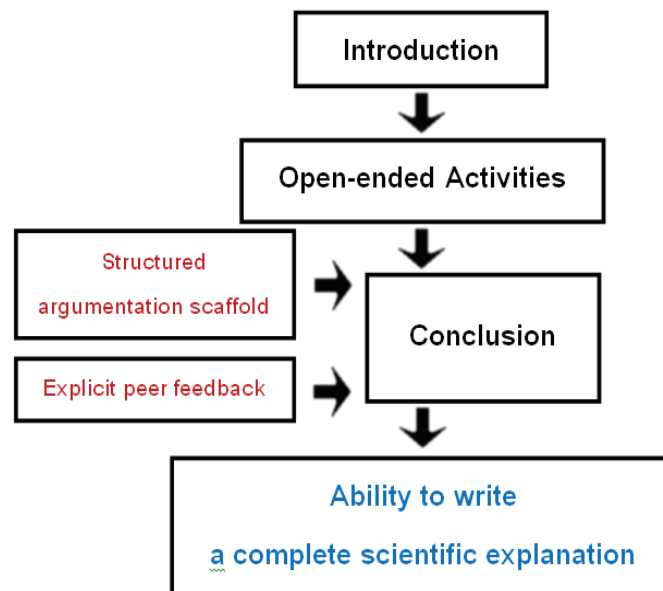 Introduction
Open-ended Activities
Structured
argumentation scaffold
Conclusion
Explicit peer feedback
Ability to write
a complete scientific explanation